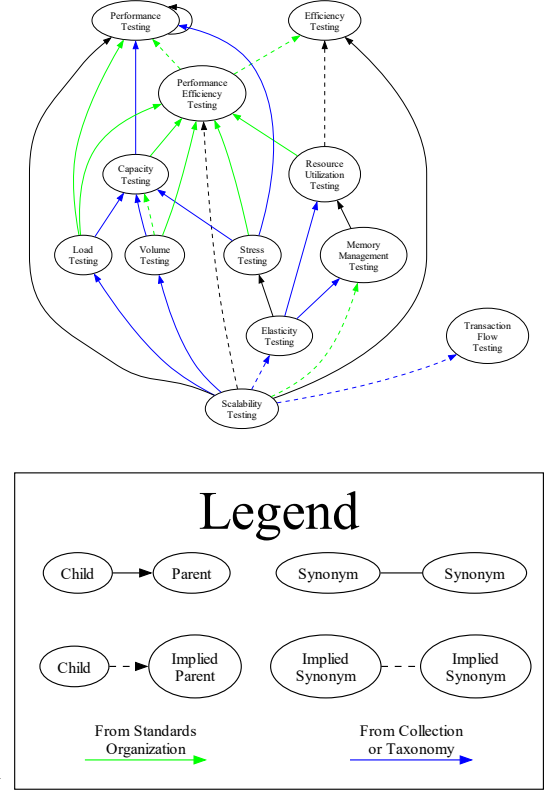 Performance
Testing
Efficiency
Testing
Performance
Efficiency
Testing
Capacity
Testing
Resource
Utilization
Testing
Load
Testing
Volume
Testing
Stress
Testing
Memory
Management
Testing
Elasticity
Testing
Transaction
Flow
Testing
Scalability
Testing
Legend
Child
Parent
Synonym
Synonym
Child
Implied
Parent
Implied
Synonym
Implied
Synonym
From Standards
Organization
From Collection
or Taxonomy